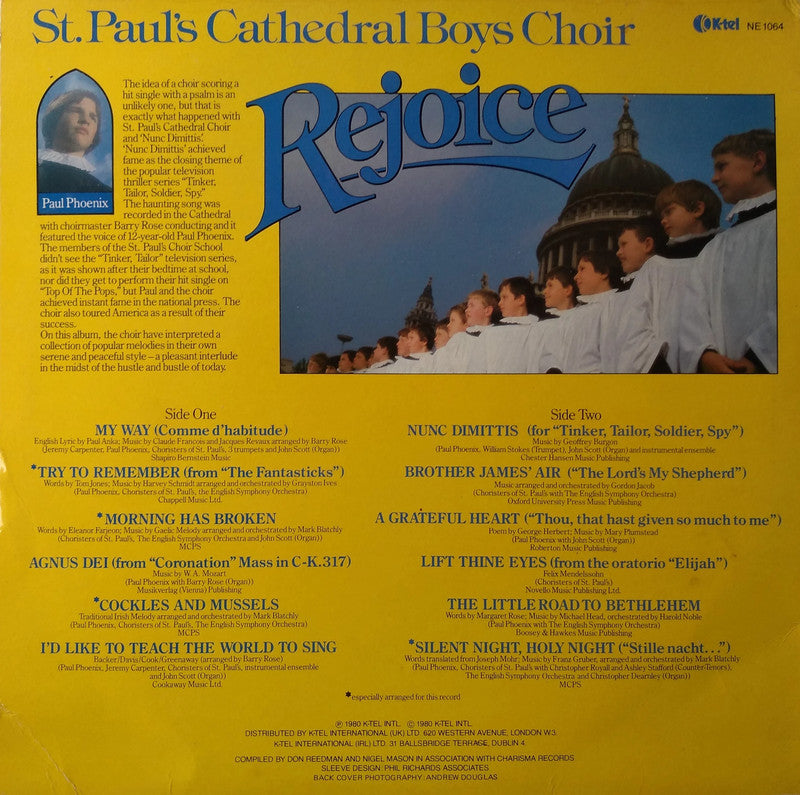 St. Paul's Cathedral Boys Choir
K-tel NE 1064
Rejoice
Paul Phoenix
The idea of a choir scoring a
hit single with a psalm is an
unlikely one, but that is
exactly what happened with
St. Paul's Cathedral Choir
and 'Nunc Dimittis'.
'Nunc Dimittis' achieved
fame as the closing theme of
the popular television
thriller series "Tinker,
Tailor, Soldier, Spy."
The haunting song was
recorded in the Cathedral
with choirmaster Barry Rose conducting and it
featured the voice of 12-year-old Paul Phoenix.
The members of the St. Paul's Choir School
didn't see the "Tinker, Tailor" television series,
as it was shown after their bedtime at school,
nor did they get to perform their hit single on
"Top Of The Pops," but Paul and the choir
achieved instant fame in the national press. The
choir also toured America as a result of their
success.
On this album, the choir have interpreted a
collection of popular melodies in their own
serene and peaceful style – a pleasant interlude
in the midst of the hustle and bustle of today.
Side One
MY WAY (Comme d'habitude)
English Lyric by Paul Anka; Music by Claude Francois and Jacques Revaux arranged by Barry Rose
(Jeremy Carpenter, Paul Phoenix, Choristers of St. Paul's, 3 trumpets and John Scott (Organ))
Shapiro Bernstein Music
*TRY TO REMEMBER (from "The Fantasticks")
Words by Tom Jones; Music by Harvey Schmidt arranged and orchestrated by Grayston Ives
(Paul Phoenix, Choristers of St. Paul's, the English Symphony Orchestra)
Chappell Music Ltd.
*MORNING HAS BROKEN
Words by Eleanor Farjeon; Music by Gaelic Melody arranged and orchestrated by Mark Blatchly
(Choristers of St. Paul's, The English Symphony Orchestra and John Scott (Organ))
MCPS
AGNUS DEI (from "Coronation" Mass in C-K.317)
Music by W. A. Mozart
(Paul Phoenix with Barry Rose (Organ))
Musikverlag (Vienna) Publishing
*COCKLES AND MUSSELS
Traditional Irish Melody arranged and orchestrated by Mark Blatchly
(Paul Phoenix, Choristers of St. Paul's, The English Symphony Orchestra)
MCPS
I'D LIKE TO TEACH THE WORLD TO SING
Backer/Davis/Cook/Greenaway (arranged by Barry Rose)
(Paul Phoenix, Jeremy Carpenter, Choristers of St. Paul's, instrumental ensemble
and John Scott (Organ))
Cookaway Music Ltd.
Side Two
NUNC DIMITTIS (for "Tinker, Tailor, Soldier, Spy")
Music by Geoffrey Burgon
(Paul Phoenix, William Stokes (Trumpet), John Scott (Organ) and instrumental ensemble
Chester Hansen Music Publishing
BROTHER JAMES' AIR ("The Lord's My Shepherd")
Music arranged and orchestrated by Gordon Jacob
(Choristers of St. Paul's with The English Symphony Orchestra)
Oxford University Press Music Publishing
A GRATEFUL HEART ("Thou, that hast given so much to me")
Poem by George Herbert; Music by Mary Plumstead
(Paul Phoenix with John Scott (Organ))
Roberton Music Publishing
LIFT THINE EYES (from the oratorio "Elijah")
Felix Mendelssohn
(Choristers of St. Paul's)
Novello Music Publishing Ltd.
THE LITTLE ROAD TO BETHLEHEM
Words by Margaret Rose; Music by Michael Head, orchestrated by Harold Noble
(Paul Phoenix with The English Symphony Orchestra)
Boosey & Hawkes Music Publishing
*SILENT NIGHT, HOLY NIGHT ("Stille nacht...")
Words translated from Joseph Mohr; Music by Franz Gruber, arranged and orchestrated by Mark Blatchly
(Paul Phoenix, Choristers of St. Paul's with Christopher Royall and Ashley Stafford (Counter-Tenors),
The English Symphony Orchestra and Christopher Dearnley (Organ))
MCPS
*especially arranged for this record
℗ 1980 K-TEL INTL. © 1980 K-TEL INTL.
DISTRIBUTED BY K-TEL INTERNATIONAL (UK) LTD. 620 WESTERN AVENUE, LONDON W.3.
K-TEL INTERNATIONAL (IRL) LTD. 31 BALLSBRIDGE TERRACE, DUBLIN 4
COMPILED BY DON REEDMAN AND NIGEL MASON IN ASSOCIATION WITH CHARISMA RECORDS
SLEEVE DESIGN: PHIL RICHARDS ASSOCIATES
BACK COVER PHOTOGRAPHY: ANDREW DOUGLAS